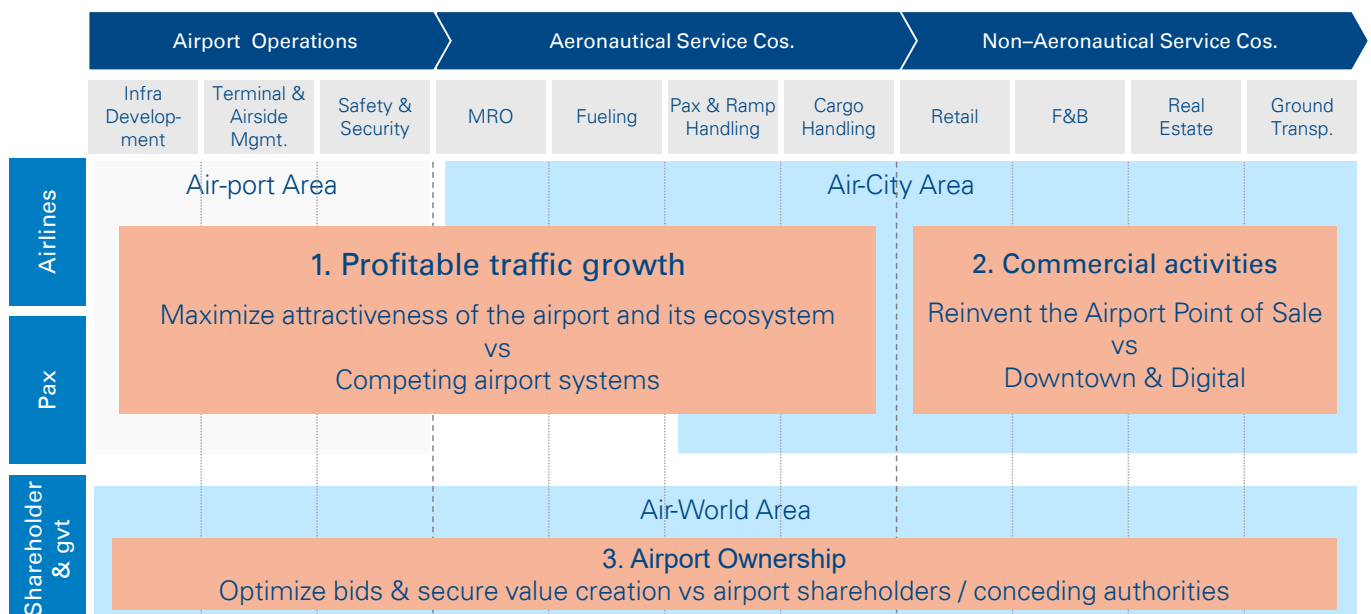 Airport Operations
Aeronautical Service Cos.
Non–Aeronautical Service Cos.
Infra
Develop-
ment
Terminal &
Airside
Mgmt.
Safety &
Security
MRO
Fueling
Pax & Ramp
Handling
Cargo
Handling
Retail
F&B
Real
Estate
Ground
Transp.
Airlines
Pax
Shareholder
& gvt
Air-port Area
Air-City Area
1. Profitable traffic growth
Maximize attractiveness of the airport and its ecosystem
vs
Competing airport systems
2. Commercial activities
Reinvent the Airport Point of Sale
vs
Downtown & Digital
Air-World Area
3. Airport Ownership
Optimize bids & secure value creation vs airport shareholders / conceding authorities